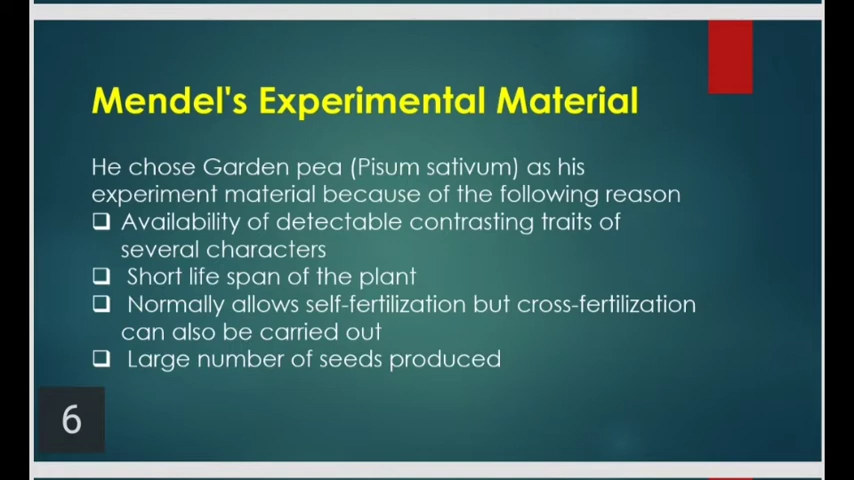 Mendel's Experimental Material
He chose Garden pea (Pisum sativum) as his
experiment material because of the following reason
❑ Availability of detectable contrasting traits of
several characters
❑ Short life span of the plant
❑ Normally allows self-fertilization but cross-fertilization
can also be carried out
❑ Large number of seeds produced
6